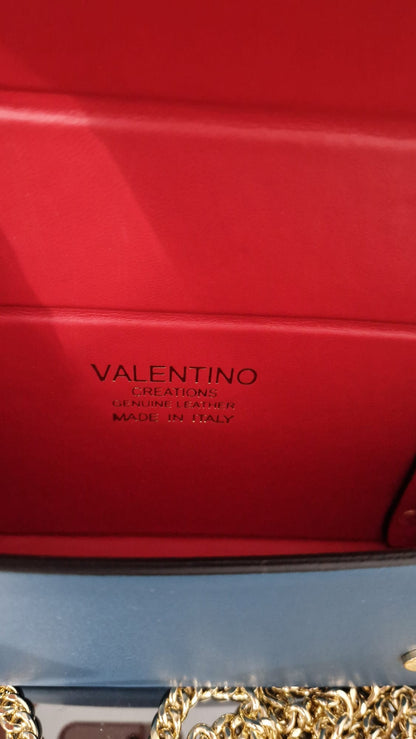 VALENTINO
CREATIONS
GENUINE LEATHER
MADE IN ITALY